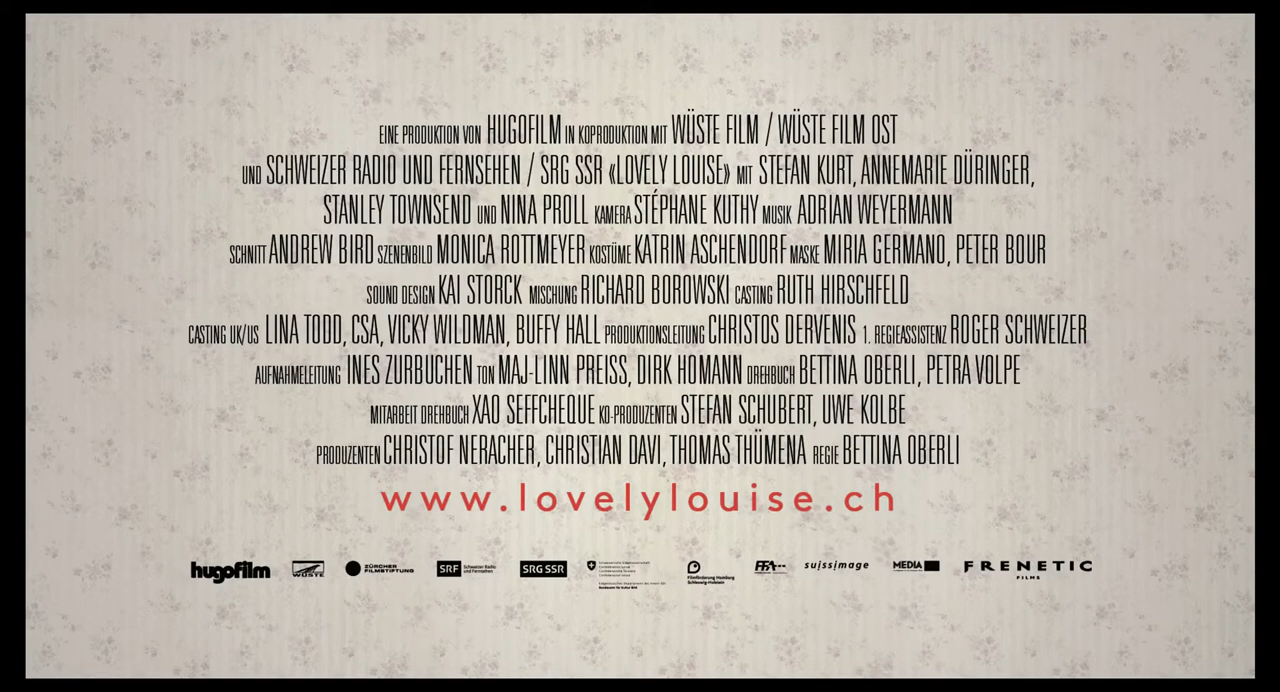 EINE PRODUKTION VON HUGOFILM IN KOPRODUKTION MIT WÜSTE FILM / WÜSTE FILM OST
UND SCHWEIZER RADIO UND FERNSEHEN / SRG SSR «LOVELY LOUISE» MIT STEFAN KURT, ANNEMARIE DÜRINGER,
STANLEY TOWNSEND UND NINA PROLL KAMERA STÉPHANE KUTHY MUSIK ADRIAN WEYERMANN
SCHNITT ANDREW BIRD SZENENBILD MONICA ROTTMEYER KOSTÜME KATRIN ASCHENDORF MASKE MIRIA GERMANO, PETER BOUR
SOUND DESIGN KAI STORCK MISCHUNG RICHARD BOROWSKI CASTING RUTH HIRSCHFELD
CASTING UK/US LINA TODD, CSA, VICKY WILDMAN, BUFFY HALL PRODUKTIONSLEITUNG CHRISTOS DERVENIS 1. REGIEASSISTENZ ROGER SCHWEIZER
AUFNAHMELEITUNG INES ZURBUCHEN TON MAJ-LINN PREISS, DIRK HOMANN DREHBUCH BETTINA OBERLI, PETRA VOLPE
MITARBEIT DREHBUCH XAO SEFFCHEQUE KO-PRODUZENTEN STEFAN SCHUBERT, UWE KOLBE
PRODUZENTEN CHRISTOF NERACHER, CHRISTIAN DAVI, THOMAS THÜMENA REGIE BETTINA OBERLI
www.lovelylouise.ch
hugofilm
WÜSTE
ZÜRCHER
FILMSTIFTUNG
SRF Schweizer Radio
und Fernsehen
SRG SSR
Filmförderung Hamburg
Schleswig-Holstein
FFA
suissimage
MEDIA
FRENETIC
FILMS